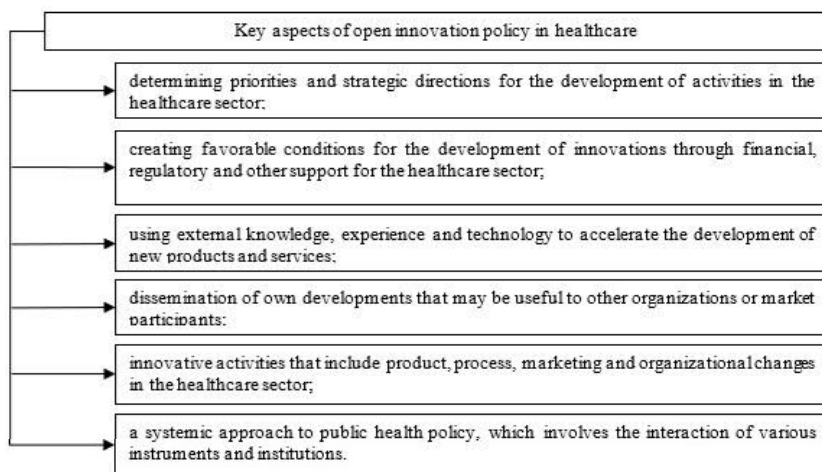 Key aspects of open innovation policy in healthcare
determining priorities and strategic directions for the development of activities in the
healthcare sector;
creating favorable conditions for the development of innovations through financial,
regulatory and other support for the healthcare sector;
using external knowledge, experience and technology to accelerate the development of
new products and services;
dissemination of own developments that may be useful to other organizations or market
participants;
innovative activities that include product, process, marketing and organizational changes
in the healthcare sector;
a systemic approach to public health policy, which involves the interaction of various
instruments and institutions.